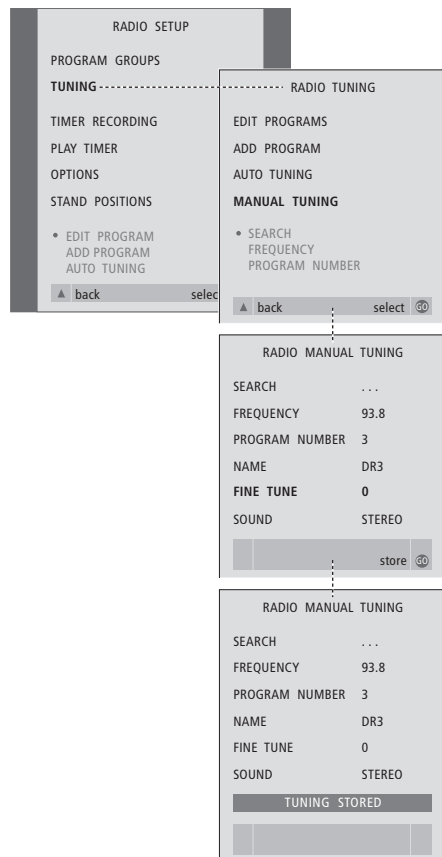 RADIO SETUP
PROGRAM GROUPS
TUNING
TIMER RECORDING
PLAY TIMER
OPTIONS
STAND POSITIONS
• EDIT PROGRAM
ADD PROGRAM
AUTO TUNING
▲ back selec
RADIO TUNING
EDIT PROGRAMS
ADD PROGRAM
AUTO TUNING
MANUAL TUNING
• SEARCH
FREQUENCY
PROGRAM NUMBER
▲ back select GO
RADIO MANUAL TUNING
SEARCH . . .
FREQUENCY 93.8
PROGRAM NUMBER 3
NAME DR3
FINE TUNE 0
SOUND STEREO
store GO
RADIO MANUAL TUNING
SEARCH . . .
FREQUENCY 93.8
PROGRAM NUMBER 3
NAME DR3
FINE TUNE 0
SOUND STEREO
TUNING STORED